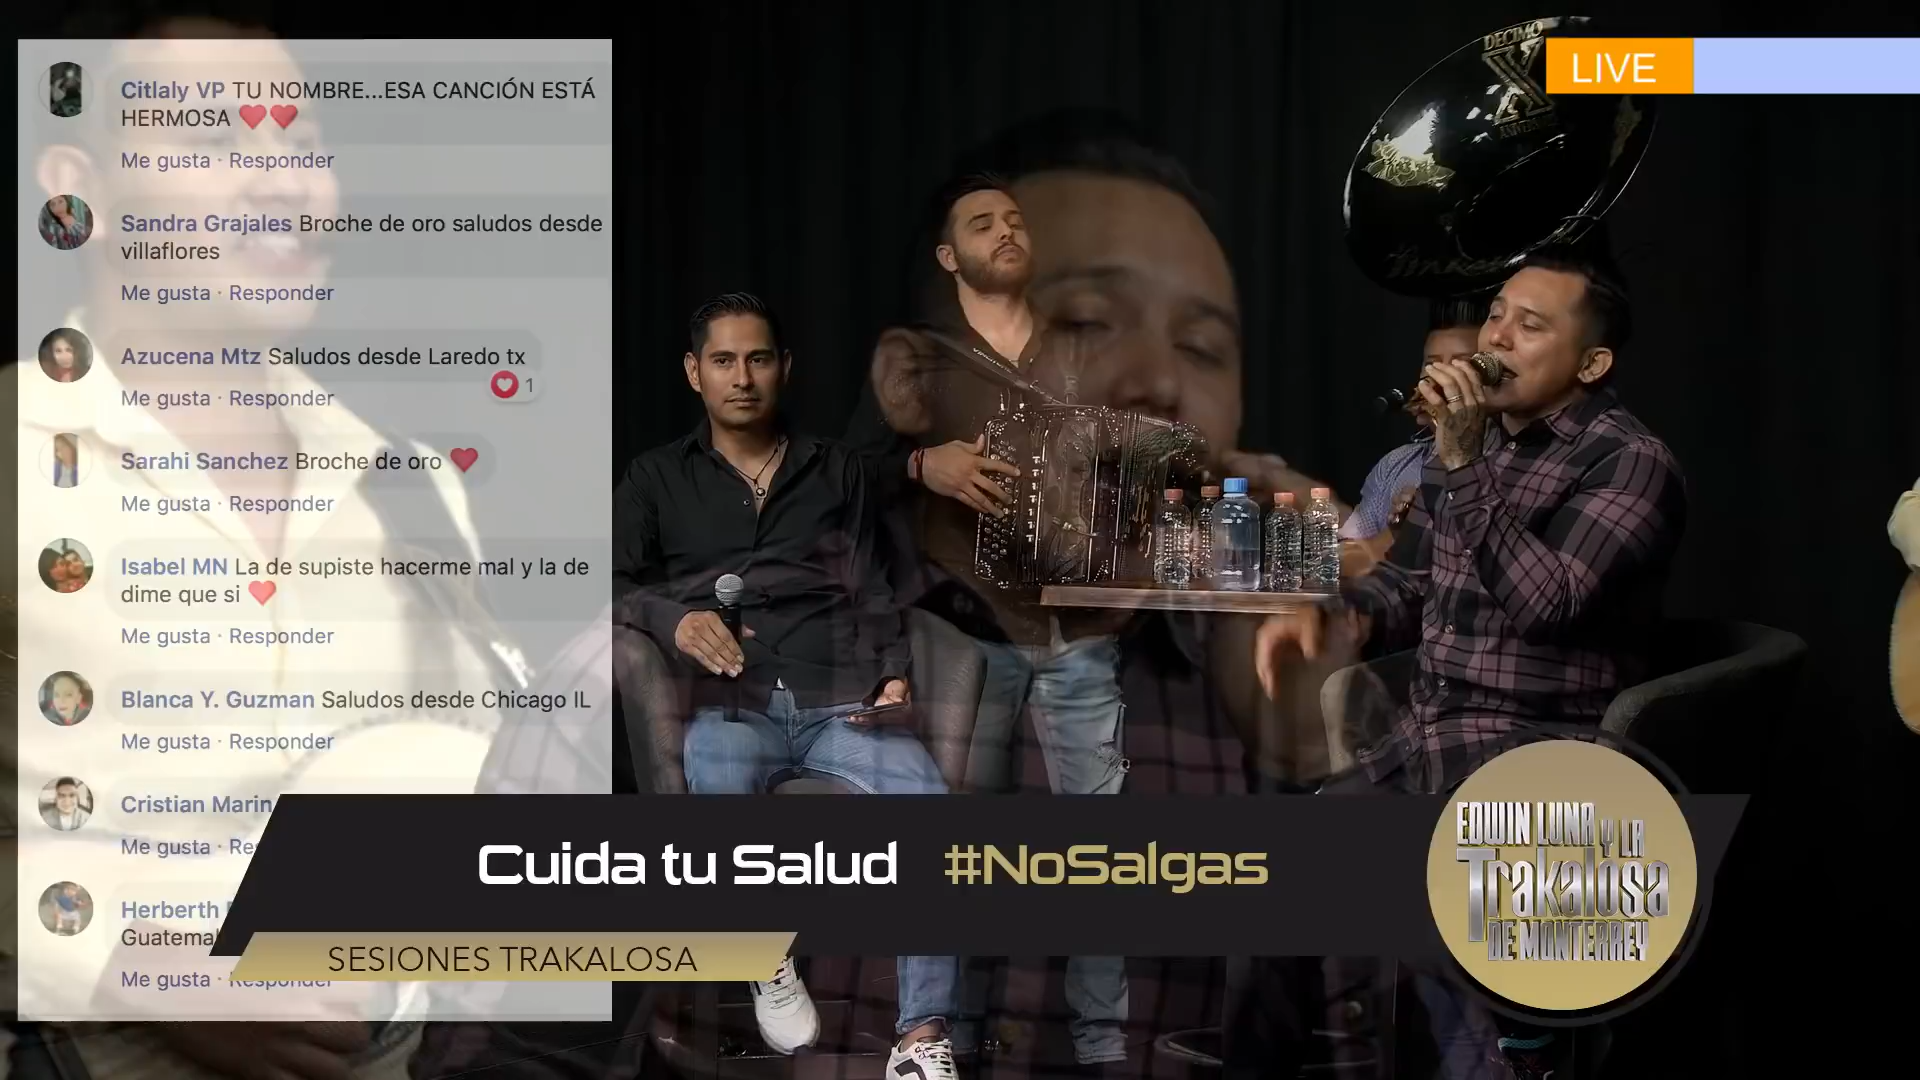 Citlaly VP TU NOMBRE...ESA CANCIÓN ESTÁ
HERMOSA ❤️❤️
Me gusta · Responder
Sandra Grajales Broche de oro saludos desde
villaflores
Me gusta · Responder
Azucena Mtz Saludos desde Laredo tx
1
Me gusta · Responder
Sarahi Sanchez Broche de oro ❤️
Me gusta · Responder
Isabel MN La de supiste hacerme mal y la de
dime que si ❤️
Me gusta · Responder
Blanca Y. Guzman Saludos desde Chicago IL
Me gusta · Responder
Cristian Marin
Me gusta · Res
Herberth
Guatemal
Me gusta · Responder
DECIMO
X
ANIVERSARIO
LIVE
Cuida tu Salud #NoSalgas
SESIONES TRAKALOSA
EDWIN LUNA Y LA
Trakalosa
DE MONTERREY